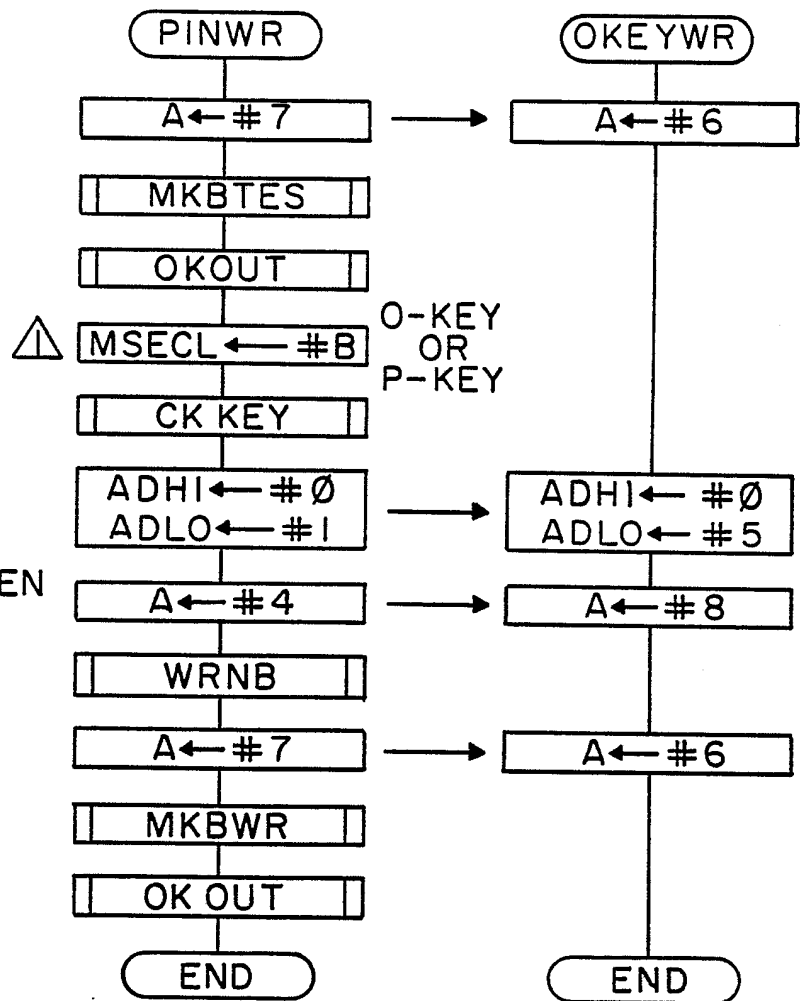 PINWR
OKEYWR
A←#7
A←#6
MKBTES
OKOUT
MSECL ← #B
O-KEY
OR
P-KEY
CK KEY
ADHI←#Ø
ADLO←#1
ADHI←#Ø
ADLO←#5
EN
A←#4
A←#8
WRNB
A←#7
A←#6
MKBWR
OK OUT
END
END